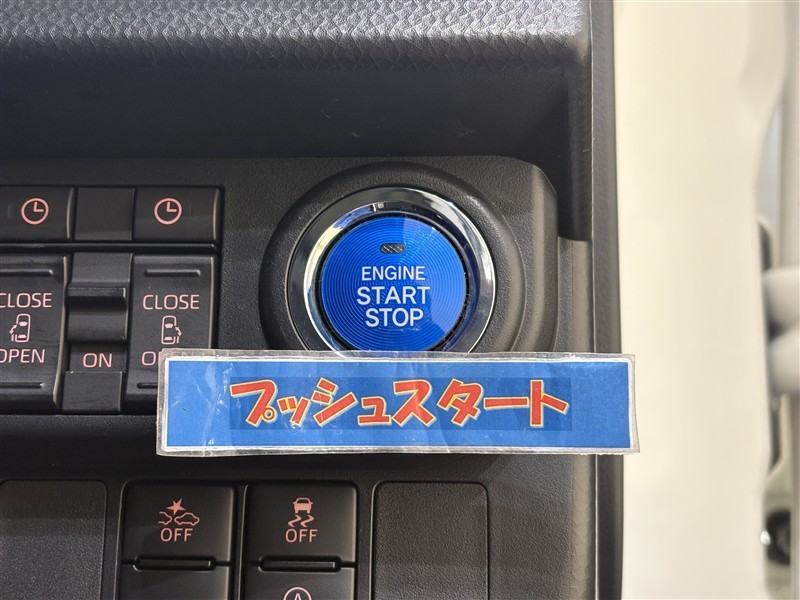 ENGINE
START
STOP
CLOSE
OPEN
ON
CLOSE
プッシュスタート
OFF
OFF